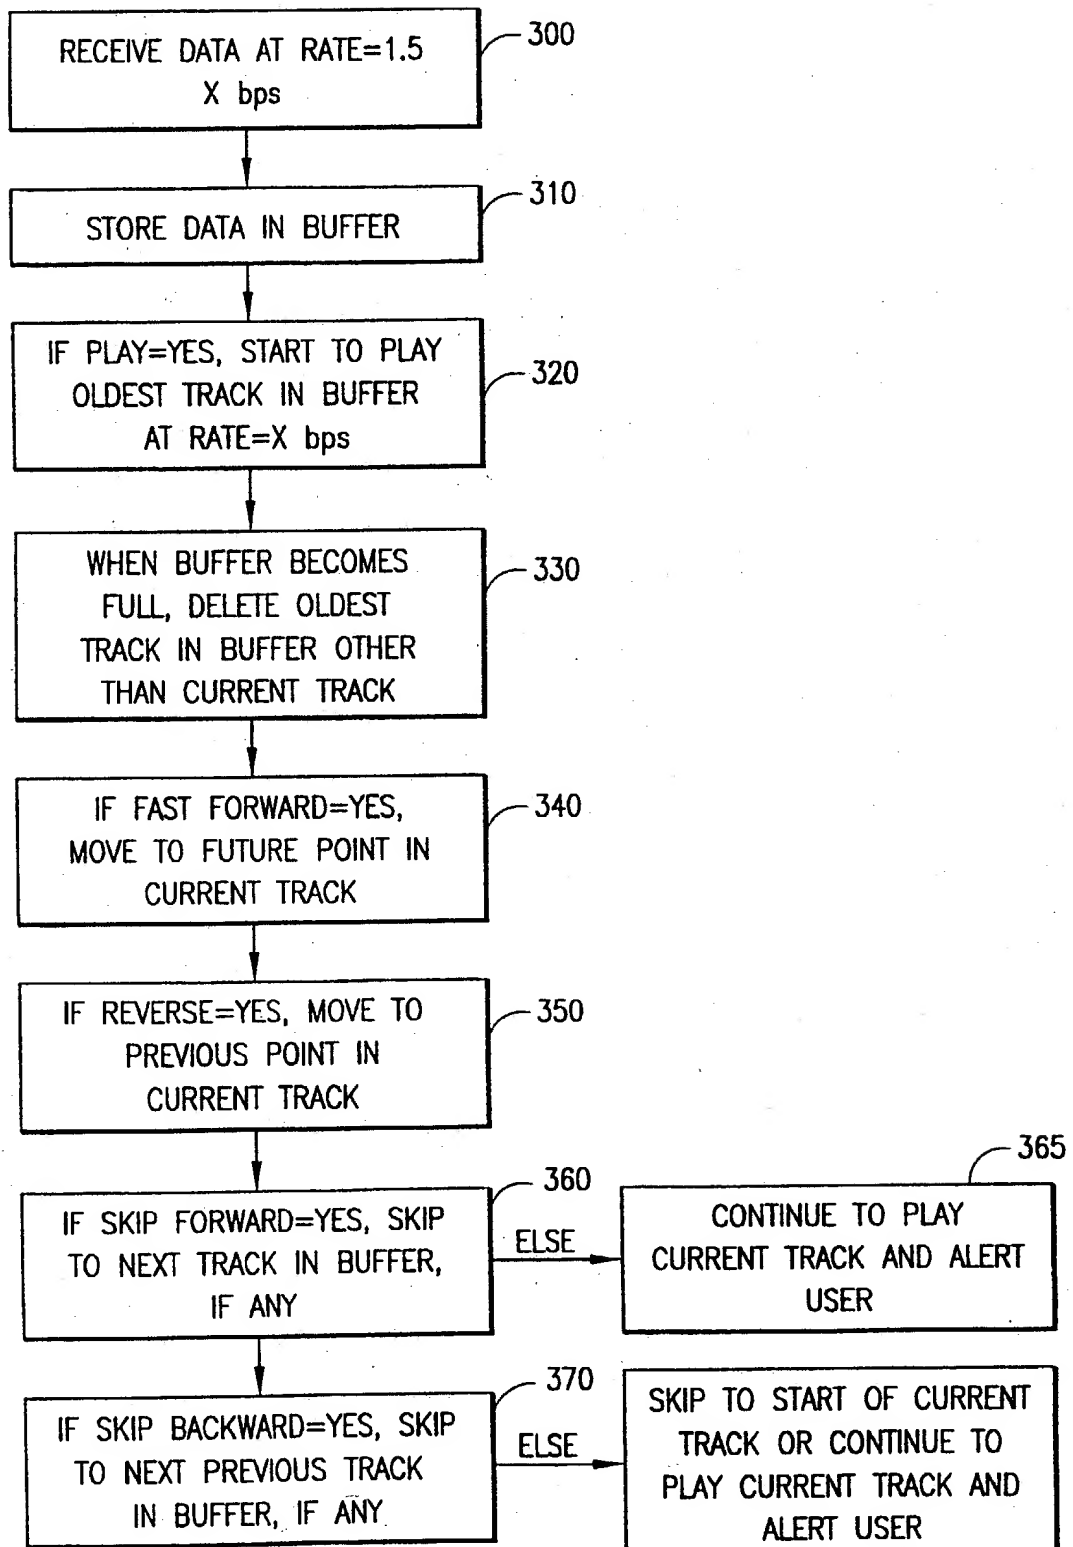 RECEIVE DATA AT RATE=1.5
X bps
300
STORE DATA IN BUFFER
310
IF PLAY=YES, START TO PLAY
OLDEST TRACK IN BUFFER
AT RATE=X bps
320
WHEN BUFFER BECOMES
FULL, DELETE OLDEST
TRACK IN BUFFER OTHER
THAN CURRENT TRACK
330
IF FAST FORWARD=YES,
MOVE TO FUTURE POINT IN
CURRENT TRACK
340
IF REVERSE=YES, MOVE TO
PREVIOUS POINT IN
CURRENT TRACK
350
IF SKIP FORWARD=YES, SKIP
TO NEXT TRACK IN BUFFER,
IF ANY
360
ELSE
CONTINUE TO PLAY
CURRENT TRACK AND ALERT
USER
365
IF SKIP BACKWARD=YES, SKIP
TO NEXT PREVIOUS TRACK
IN BUFFER, IF ANY
370
ELSE
SKIP TO START OF CURRENT
TRACK OR CONTINUE TO
PLAY CURRENT TRACK AND
ALERT USER